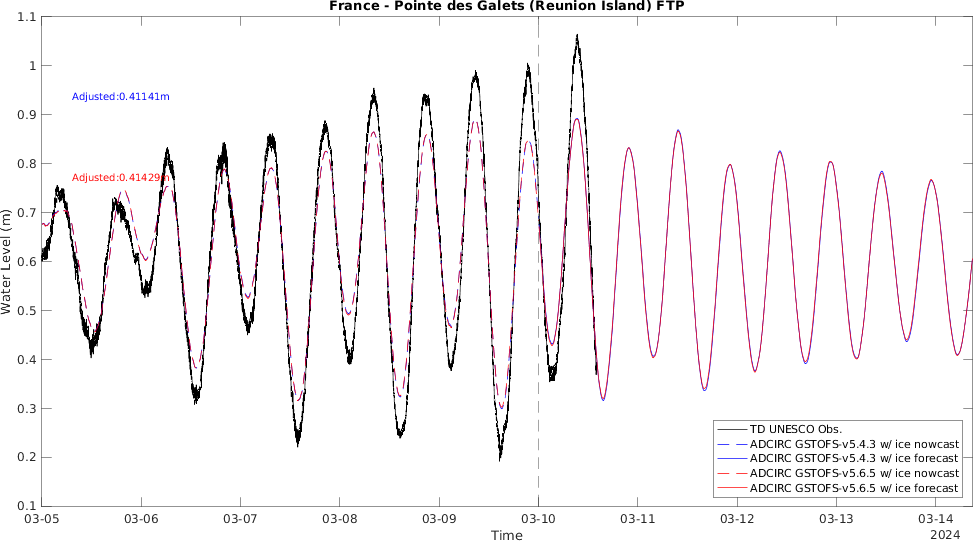 France - Pointe des Galets (Reunion Island) FTP
1.1
1
0.9
0.8
0.7
0.6
0.5
0.4
0.3
0.2
0.1
Water Level (m)
Adjusted:0.41141m
Adjusted:0.41429m
TD UNESCO Obs.
ADCIRC GSTOFS-v5.4.3 w/ ice nowcast
ADCIRC GSTOFS-v5.4.3 w/ ice forecast
ADCIRC GSTOFS-v5.6.5 w/ ice nowcast
ADCIRC GSTOFS-v5.6.5 w/ ice forecast
03-05 03-06 03-07 03-08 03-09 03-10 03-11 03-12 03-13 03-14
2024
Time